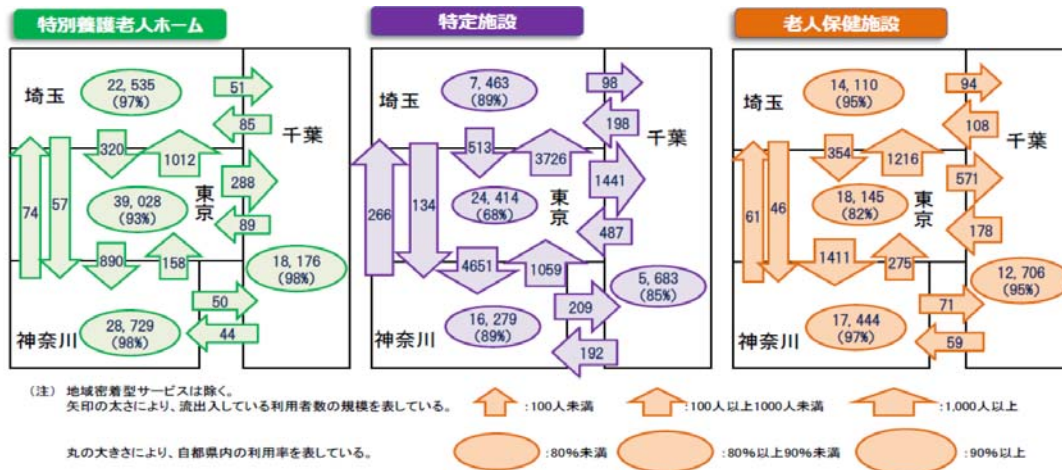 特別養護老人ホーム
埼玉
22,535
(97%)
51
85
千葉
320
1012
288
74
57
39,028
(93%)
東京
89
890
158
18,176
(98%)
50
神奈川
28,729
(98%)
44
特定施設
埼玉
7,463
(89%)
98
198
千葉
513
3726
1441
266
134
24,414
(68%)
東京
487
4651
1059
5,683
(85%)
209
神奈川
16,279
(89%)
192
老人保健施設
埼玉
14,110
(95%)
94
108
千葉
354
1216
571
61
46
18,145
(82%)
東京
178
1411
275
12,706
(95%)
71
神奈川
17,444
(97%)
59
(注) 地域密着型サービスは除く。
矢印の太さにより、流出入している利用者数の規模を表している。
:100人未満
:100人以上1000人未満
:1,000人以上
丸の大きさにより、自都県内の利用率を表している。
:80%未満
:80%以上90%未満
:90%以上